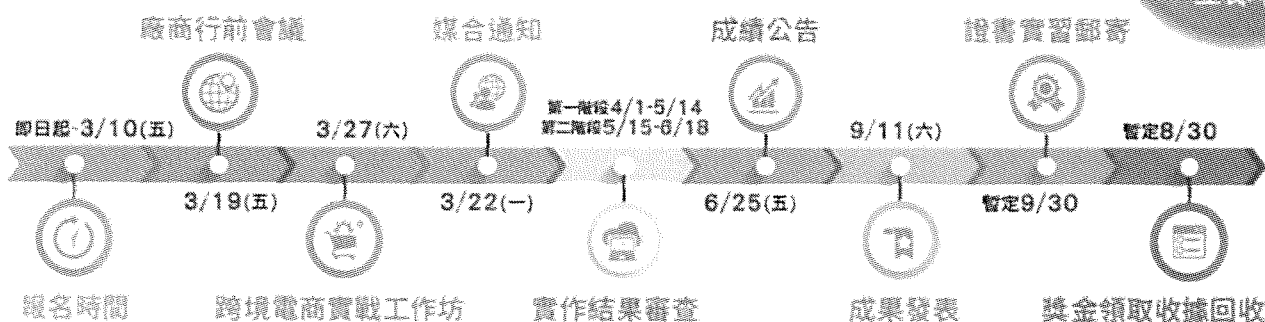 廠商行前會議 媒合通知 成績公告 證書實習郵寄
第一階段4/1-5/14
即日起-3/10(五) 3/27(六) 第二階段5/15-6/18 9/11(六) 暫定8/30
3/19(五) 3/22(一) 6/25(五) 暫定9/30
報名時間 跨境電商實戰工作坊 實作結果審查 成果發表 獎金領取收據回收